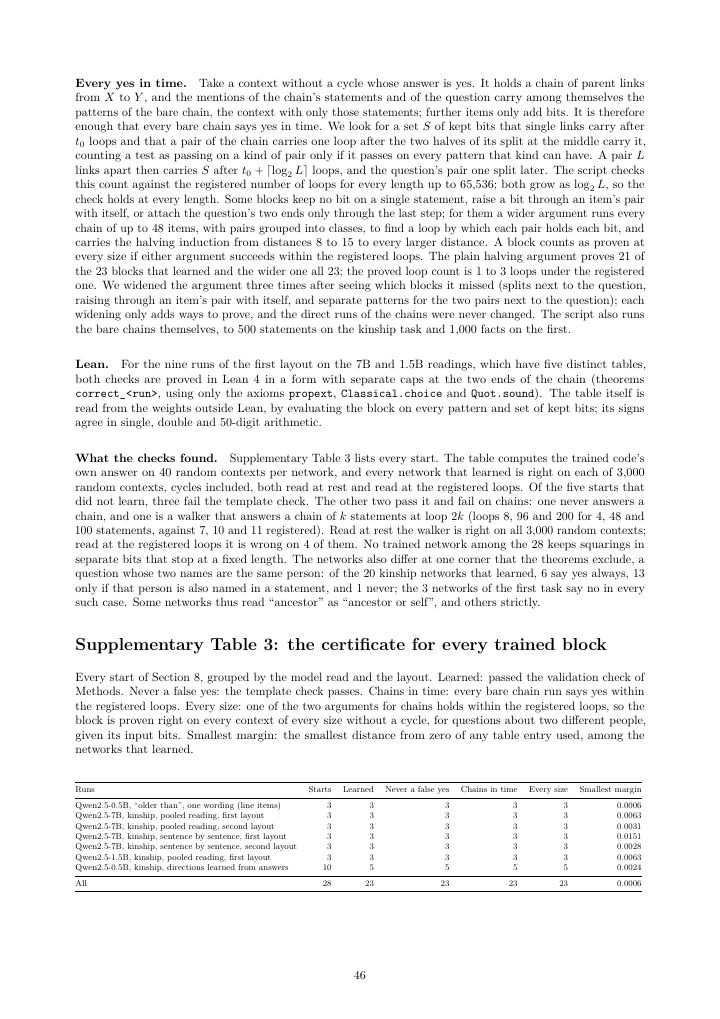 Every yes in time. Take a context without a cycle whose answer is yes. It holds a chain of parent links
from X to Y, and the mentions of the chain's statements and of the question carry among themselves the
patterns of the bare chain, the context with only those statements; further items only add bits. It is therefore
enough that every bare chain says yes in time. We look for a set S of kept bits that single links carry after
t₀ loops and that a pair of the chain carries one loop after the two halves of its split at the middle carry it,
counting a test as passing on a kind of pair only if it passes on every pattern that kind can have. A pair L
links apart then carries S after t₀ + ⌈log₂ L⌉ loops, and the question's pair one split later. The script checks
this count against the registered number of loops for every length up to 65,536; both grow as log₂ L, so the
check holds at every length. Some blocks keep no bit on a single statement, raise a bit through an item's pair
with itself, or attach the question's two ends only through the last step; for them a wider argument runs every
chain of up to 48 items, with pairs grouped into classes, to find a loop by which each pair holds each bit, and
carries the halving induction from distances 8 to 15 to every larger distance. A block counts as proven at
every size if either argument succeeds within the registered loops. The plain halving argument proves 21 of
the 23 blocks that learned and the wider one all 23; the proved loop count is 1 to 3 loops under the registered
one. We widened the argument three times after seeing which blocks it missed (splits next to the question,
raising through an item's pair with itself, and separate patterns for the two pairs next to the question); each
widening only adds ways to prove, and the direct runs of the chains were never changed. The script also runs
the bare chains themselves, to 500 statements on the kinship task and 1,000 facts on the first.
Lean. For the nine runs of the first layout on the 7B and 1.5B readings, which have five distinct tables,
both checks are proved in Lean 4 in a form with separate caps at the two ends of the chain (theorems
correct_<run>, using only the axioms propext, Classical.choice and Quot.sound). The table itself is
read from the weights outside Lean, by evaluating the block on every pattern and set of kept bits; its signs
agree in single, double and 50-digit arithmetic.
What the checks found. Supplementary Table 3 lists every start. The table computes the trained code's
own answer on 40 random contexts per network, and every network that learned is right on each of 3,000
random contexts, cycles included, both read at rest and read at the registered loops. Of the five starts that
did not learn, three fail the template check. The other two pass it and fail on chains: one never answers a
chain, and one is a walker that answers a chain of k statements at loop 2k (loops 8, 96 and 200 for 4, 48 and
100 statements, against 7, 10 and 11 registered). Read at rest the walker is right on all 3,000 random contexts;
read at the registered loops it is wrong on 4 of them. No trained network among the 28 keeps squarings in
separate bits that stop at a fixed length. The networks also differ at one corner that the theorems exclude, a
question whose two names are the same person: of the 20 kinship networks that learned, 6 say yes always, 13
only if that person is also named in a statement, and 1 never; the 3 networks of the first task say no in every
such case. Some networks thus read “ancestor” as “ancestor or self”, and others strictly.
Supplementary Table 3: the certificate for every trained block
Every start of Section 8, grouped by the model read and the layout. Learned: passed the validation check of
Methods. Never a false yes: the template check passes. Chains in time: every bare chain run says yes within
the registered loops. Every size: one of the two arguments for chains holds within the registered loops, so the
block is proven right on every context of every size without a cycle, for questions about two different people,
given its input bits. Smallest margin: the smallest distance from zero of any table entry used, among the
networks that learned.
Runs Starts Learned Never a false yes Chains in time Every size Smallest margin
Qwen2.5-0.5B, “older than”, one wording (line items) 3 3 3 3 3 0.0006
Qwen2.5-7B, kinship, pooled reading, first layout 3 3 3 3 3 0.0063
Qwen2.5-7B, kinship, pooled reading, second layout 3 3 3 3 3 0.0031
Qwen2.5-7B, kinship, sentence by sentence, first layout 3 3 3 3 3 0.0151
Qwen2.5-7B, kinship, sentence by sentence, second layout 3 3 3 3 3 0.0028
Qwen2.5-1.5B, kinship, pooled reading, first layout 3 3 3 3 3 0.0063
Qwen2.5-0.5B, kinship, directions learned from answers 10 5 5 5 5 0.0024
All 28 23 23 23 23 0.0006
46